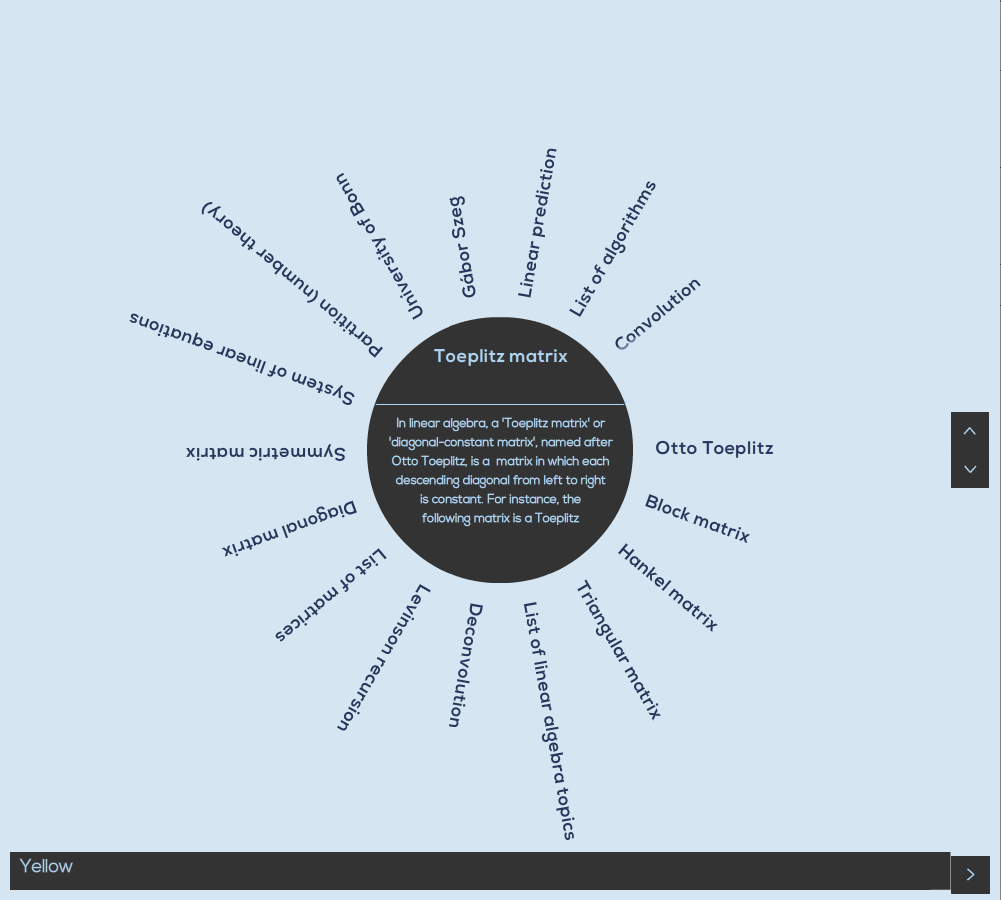 Toeplitz matrix
In linear algebra, a 'Toeplitz matrix' or
'diagonal-constant matrix', named after
Otto Toeplitz, is a matrix in which each
descending diagonal from left to right
is constant. For instance, the
following matrix is a Toeplitz
Otto Toeplitz
Block matrix
Hankel matrix
Triangular matrix
List of linear algebra topics
Deconvolution
Levinson recursion
List of matrices
Diagonal matrix
Symmetric matrix
System of linear equations
Partition (number theory)
University of Bonn
Gábor Szeg
Linear prediction
List of algorithms
Convolution
Yellow